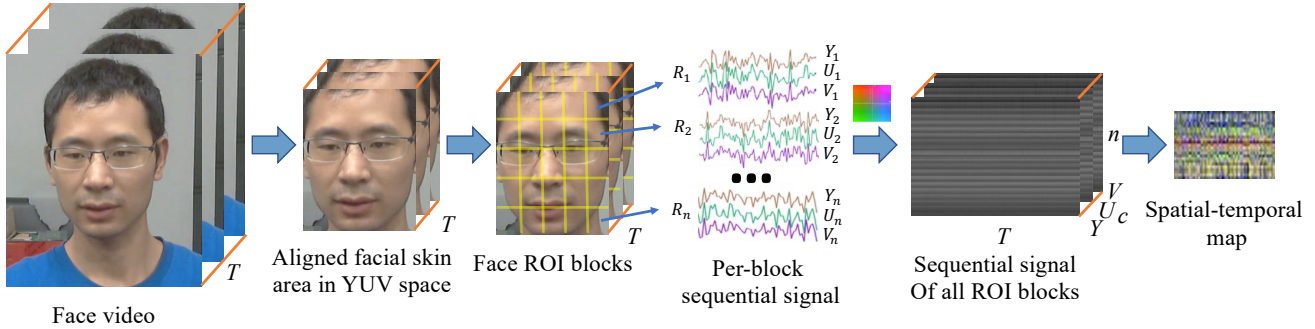 T
Face video
T
Aligned facial skin
area in YUV space
T
Face ROI blocks
R₁
Y₁
U₁
V₁
R₂
Y₂
U₂
V₂
Rₙ
Yₙ
Uₙ
Vₙ
Per-block
sequential signal
T
n
V
U c
Y
Sequential signal
Of all ROI blocks
Spatial-temporal
map